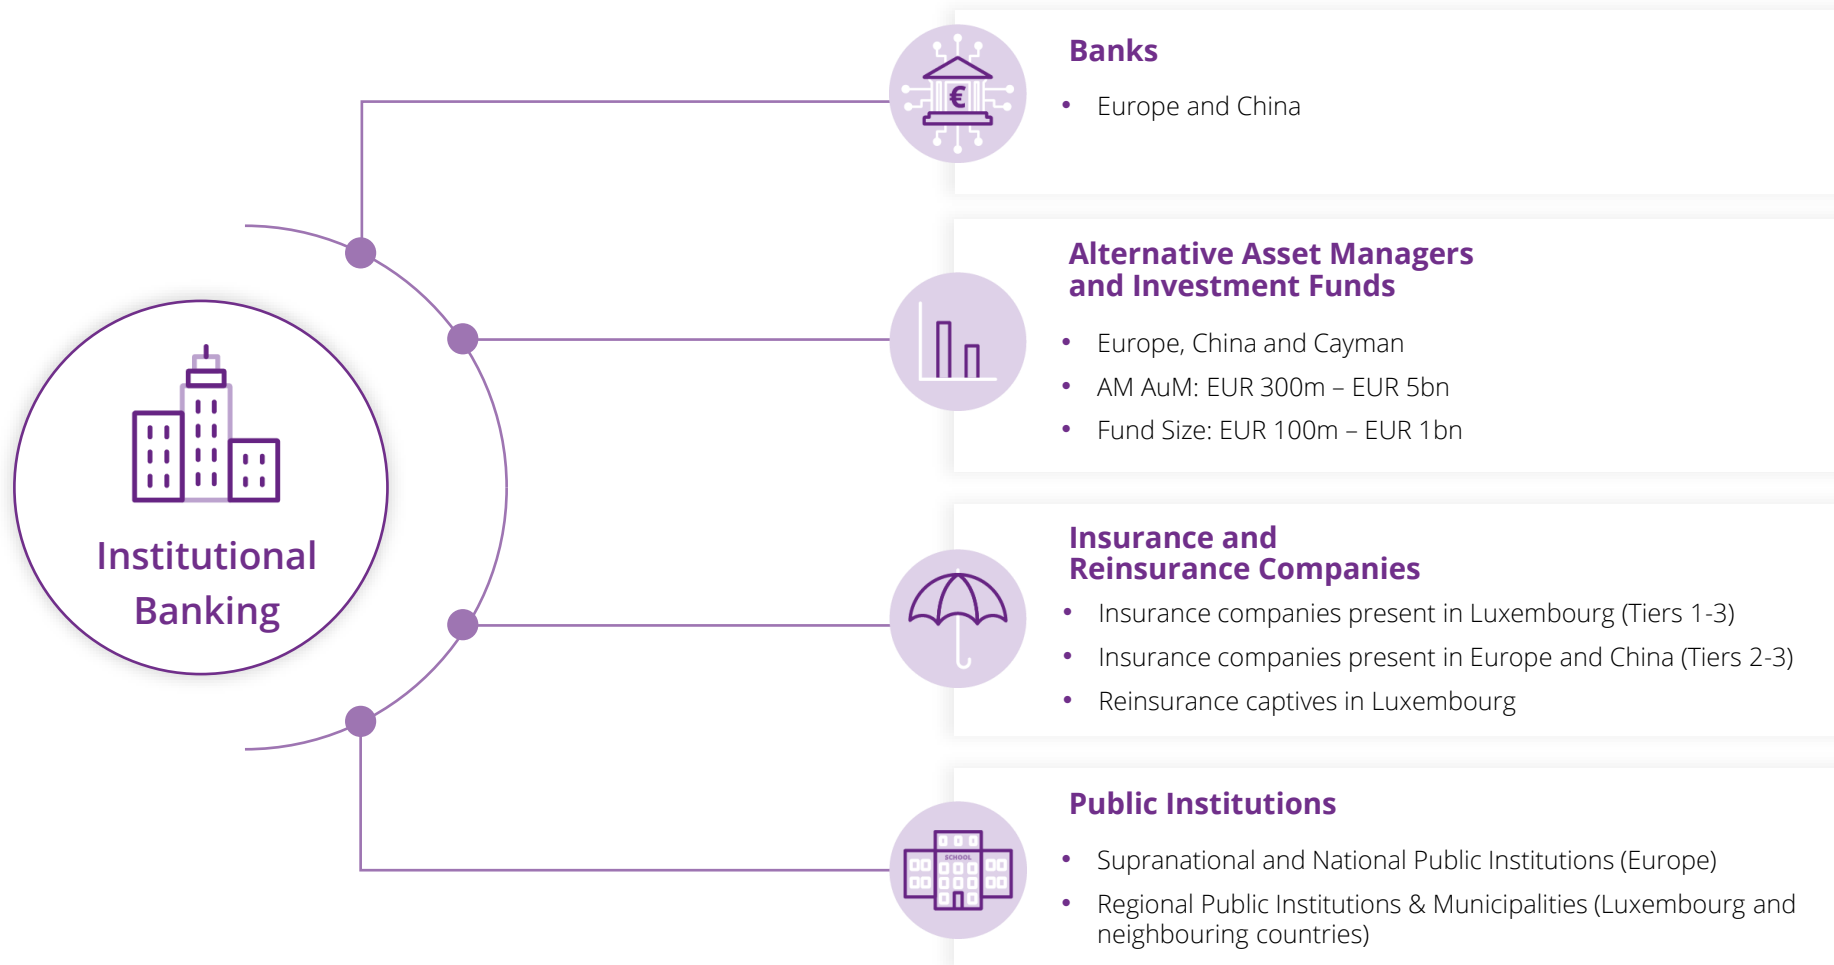 Institutional
Banking
€
Banks
• Europe and China
Alternative Asset Managers
and Investment Funds
• Europe, China and Cayman
• AM AuM: EUR 300m – EUR 5bn
• Fund Size: EUR 100m – EUR 1bn
Insurance and
Reinsurance Companies
• Insurance companies present in Luxembourg (Tiers 1-3)
• Insurance companies present in Europe and China (Tiers 2-3)
• Reinsurance captives in Luxembourg
SCHOOL
Public Institutions
• Supranational and National Public Institutions (Europe)
• Regional Public Institutions & Municipalities (Luxembourg and
neighbouring countries)